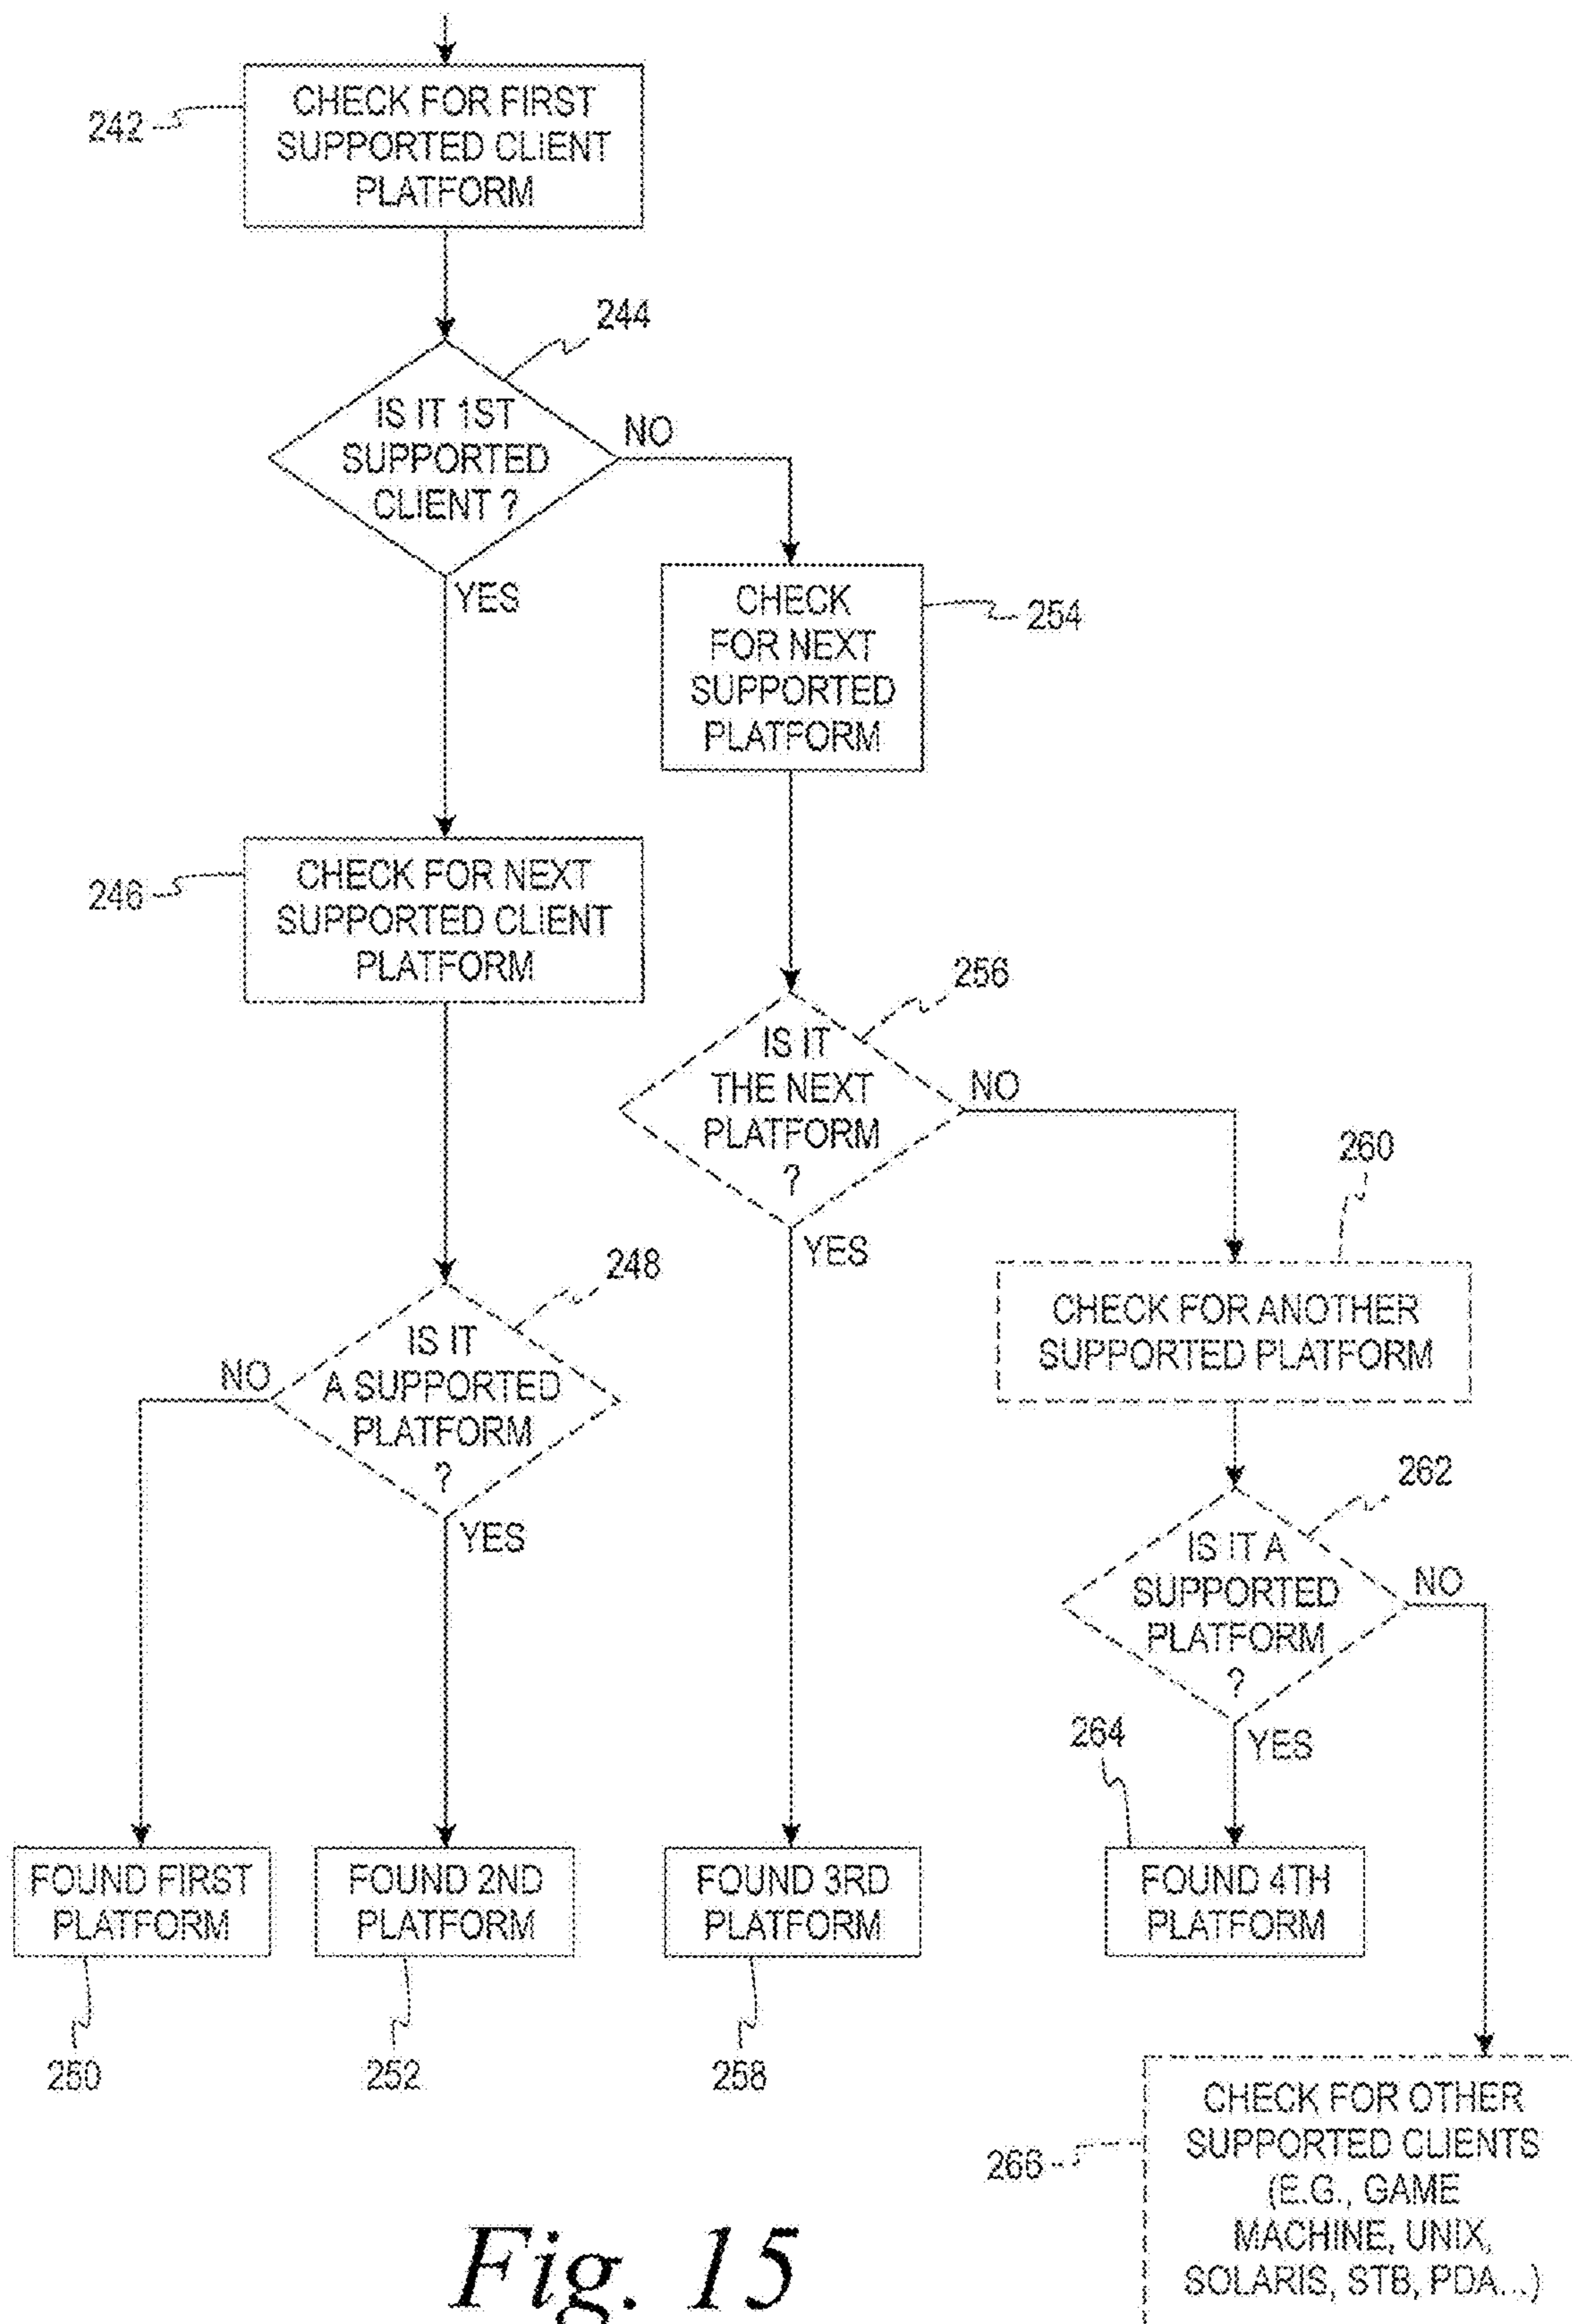 242
CHECK FOR FIRST
SUPPORTED CLIENT
PLATFORM
244
IS IT 1ST
SUPPORTED
CLIENT ?
NO
YES
CHECK
FOR NEXT
SUPPORTED
PLATFORM
254
246
CHECK FOR NEXT
SUPPORTED CLIENT
PLATFORM
256
IS IT
THE NEXT
PLATFORM
?
NO
YES
260
CHECK FOR ANOTHER
SUPPORTED PLATFORM
248
IS IT
A SUPPORTED
PLATFORM
?
NO
YES
262
IS IT A
SUPPORTED
PLATFORM
?
NO
YES
264
FOUND FIRST
PLATFORM
FOUND 2ND
PLATFORM
FOUND 3RD
PLATFORM
FOUND 4TH
PLATFORM
250
252
258
266
CHECK FOR OTHER
SUPPORTED CLIENTS
(E.G., GAME
MACHINE, UNIX,
SOLARIS, STB, PDA...)
Fig. 15